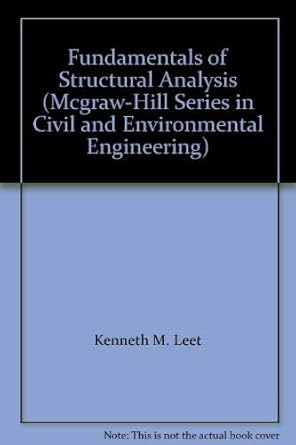 Fundamentals of
Structural Analysis
(Mcgraw-Hill Series in
Civil and Environmental
Engineering)
Kenneth M. Leet
Note: This is not the actual book cover